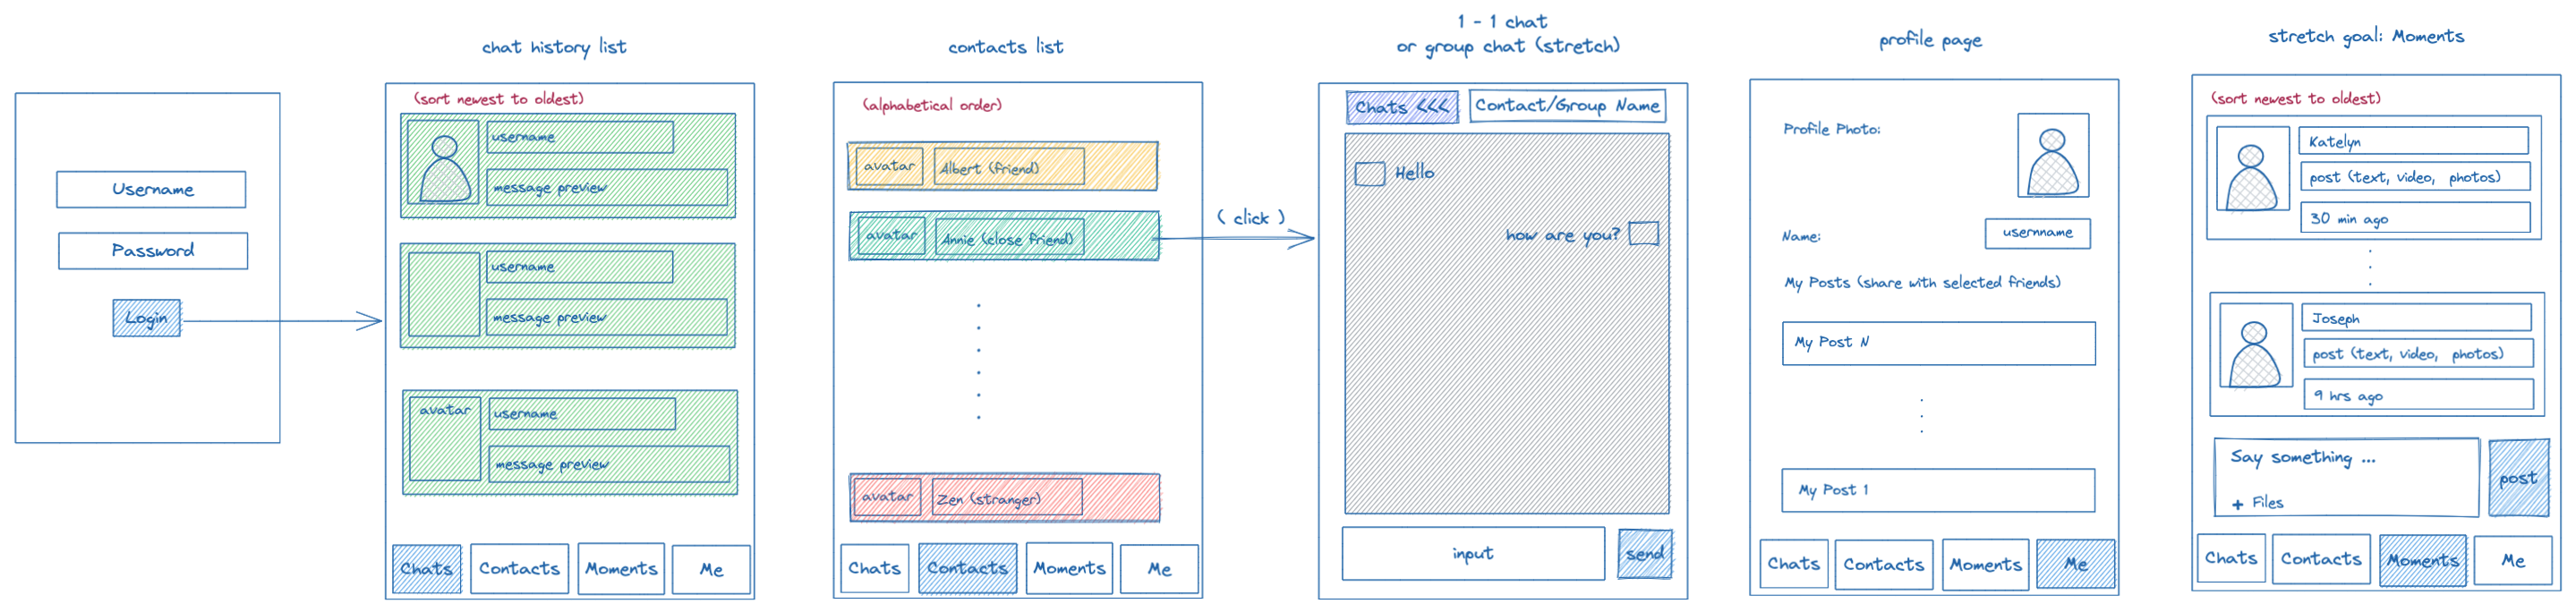 Username
Password
Login
chat history list
(sort newest to oldest)
username
message preview
username
message preview
avatar
username
message preview
Chats
Contacts
Moments
Me
contacts list
(alphabetical order)
avatar
Albert (friend)
avatar
Annie (close friend)
avatar
Zen (stranger)
Chats
Contacts
Moments
Me
( click )
1 - 1 chat
or group chat (stretch)
Chats <<<
Contact/Group Name
Hello
how are you?
input
send
profile page
Profile Photo:
Name:
usernname
My Posts (share with selected friends)
My Post N
My Post 1
Chats
Contacts
Moments
Me
stretch goal: Moments
(sort newest to oldest)
Katelyn
post (text, video, photos)
30 min ago
Joseph
post (text, video, photos)
9 hrs ago
Say something ...
+ Files
post
Chats
Contacts
Moments
Me